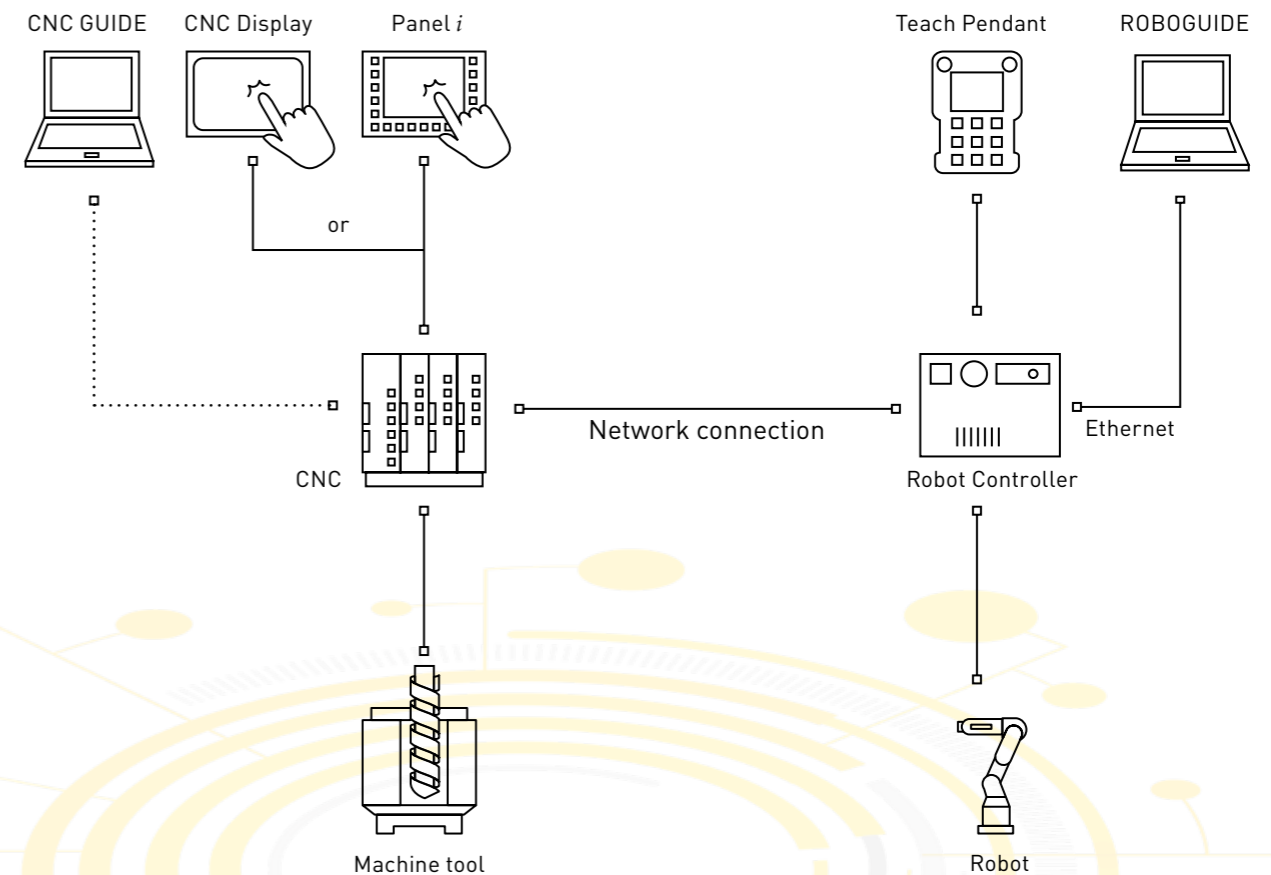 CNC GUIDE
CNC Display
Panel i
Teach Pendant
ROBOGUIDE
or
Network connection
Ethernet
CNC
Robot Controller
Machine tool
Robot